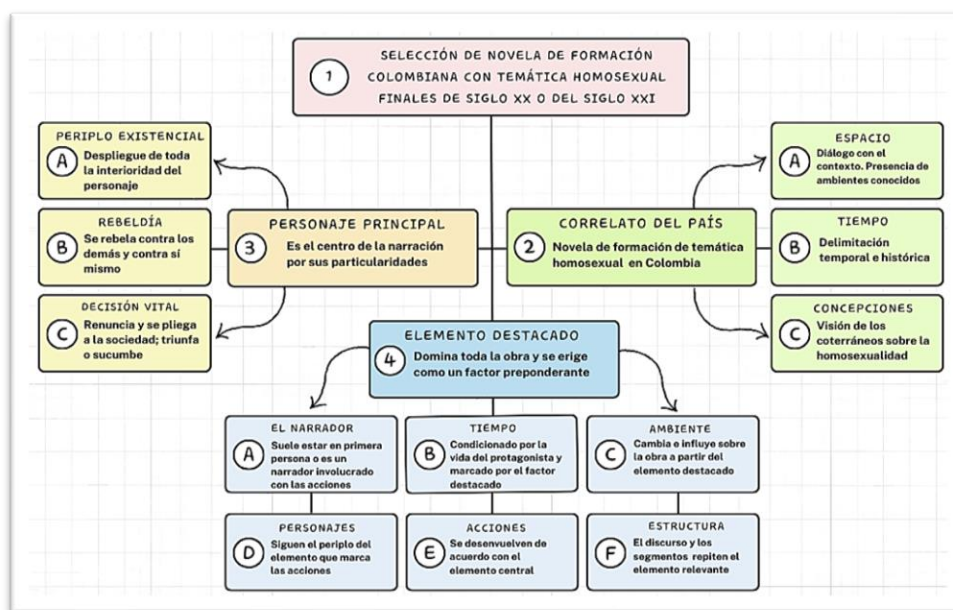 1
SELECCIÓN DE NOVELA DE FORMACIÓN
COLOMBIANA CON TEMÁTICA HOMOSEXUAL
FINALES DE SIGLO XX O DEL SIGLO XXI
PERIPLO EXISTENCIAL
A
Despliegue de toda
la interioridad del
personaje
REBELDÍA
B
Se rebela contra los
demás y contra sí
mismo
DECISIÓN VITAL
C
Renuncia y se pliega
a la sociedad; triunfa
o sucumbe
PERSONAJE PRINCIPAL
3
Es el centro de la narración
por sus particularidades
CORRELATO DEL PAÍS
2
Novela de formación de temática
homosexual en Colombia
ESPACIO
A
Diálogo con el
contexto. Presencia de
ambientes conocidos
TIEMPO
B
Delimitación
temporal e histórica
CONCEPCIONES
C
Visión de los
coterráneos sobre la
homosexualidad
ELEMENTO DESTACADO
4
Domina toda la obra y se erige
como un factor preponderante
EL NARRADOR
A
Suele estar en primera
persona o es un
narrador involucrado
con las acciones
TIEMPO
B
Condicionado por la
vida del protagonista y
marcado por el factor
destacado
AMBIENTE
C
Cambia e influye sobre
la obra a partir del
elemento destacado
PERSONAJES
D
Siguen el periplo del
elemento que marca
las acciones
ACCIONES
E
Se desenvuelven de
acuerdo con el
elemento central
ESTRUCTURA
F
El discurso y los
segmentos repiten el
elemento relevante